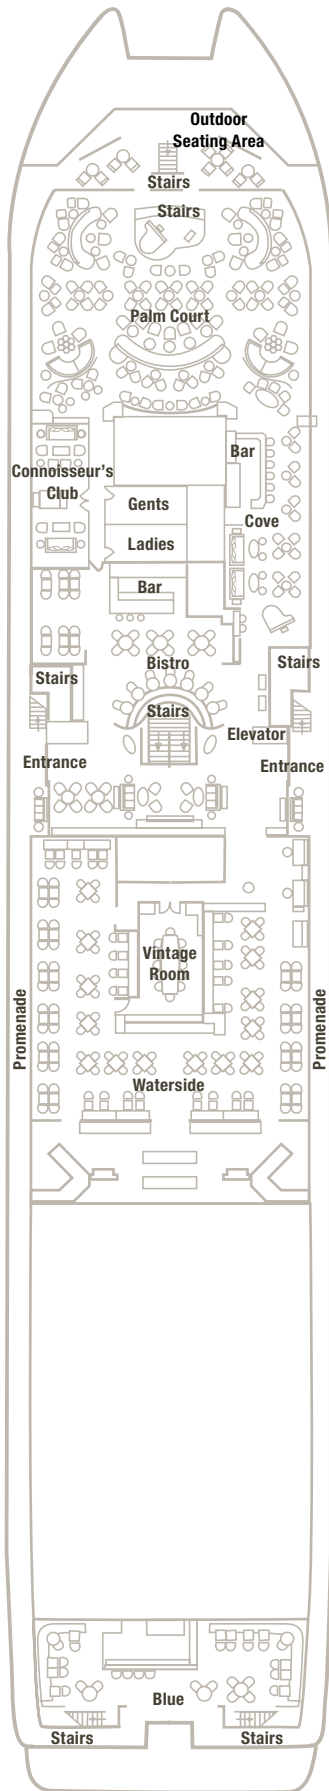 Outdoor
Seating Area
Stairs
Stairs
Palm Court
Bar
Connoisseur's
Club
Gents
Cove
Ladies
Bar
Bistro
Stairs
Stairs
Stairs
Elevator
Entrance
Entrance
Vintage
Room
Promenade
Promenade
Waterside
Blue
Stairs
Stairs